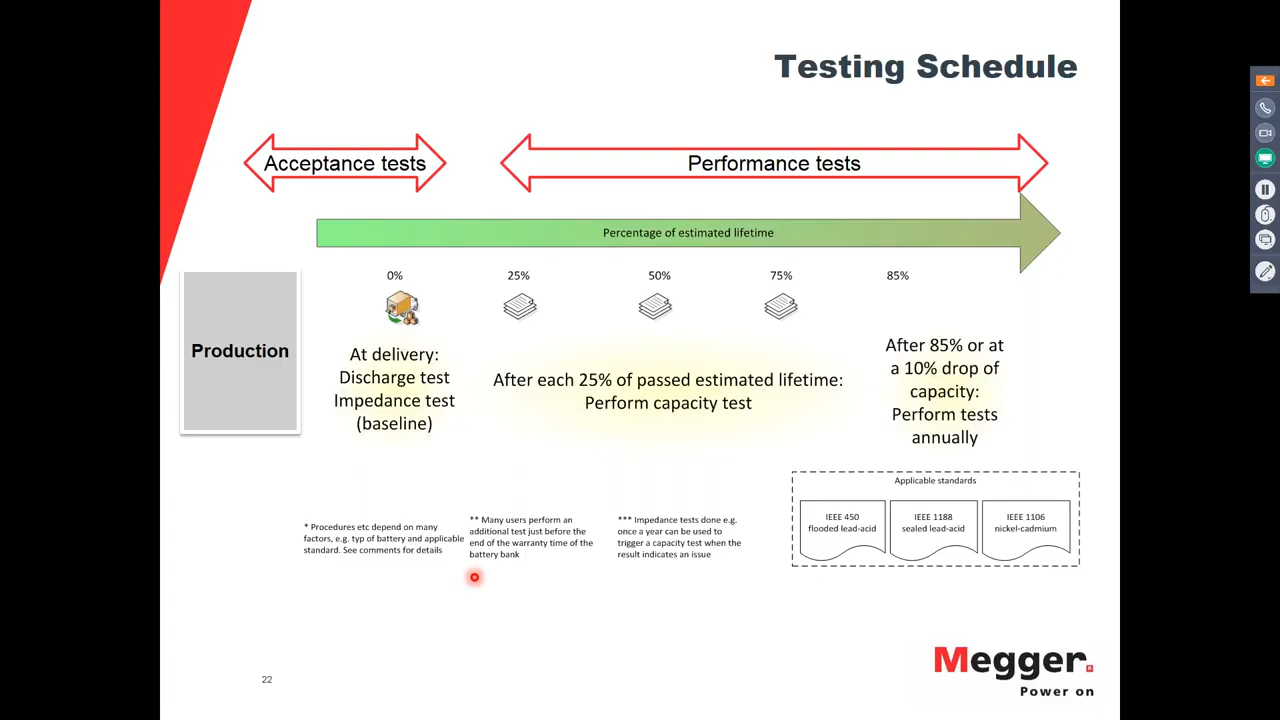 Testing Schedule
Acceptance tests
Performance tests
Percentage of estimated lifetime
0%
25%
50%
75%
85%
Production
At delivery:
Discharge test
Impedance test
(baseline)
After each 25% of passed estimated lifetime:
Perform capacity test
After 85% or at
a 10% drop of
capacity:
Perform tests
annually
* Procedures etc depend on many
factors, e.g. typ of battery and applicable
standard. See comments for details
** Many users perform an
additional test just before the
end of the warranty time of the
battery bank
*** Impedance tests done e.g.
once a year can be used to
trigger a capacity test when the
result indicates an issue
Applicable standards
IEEE 450
flooded lead-acid
IEEE 1188
sealed lead-acid
IEEE 1106
nickel-cadmium
22
Megger.
Power on